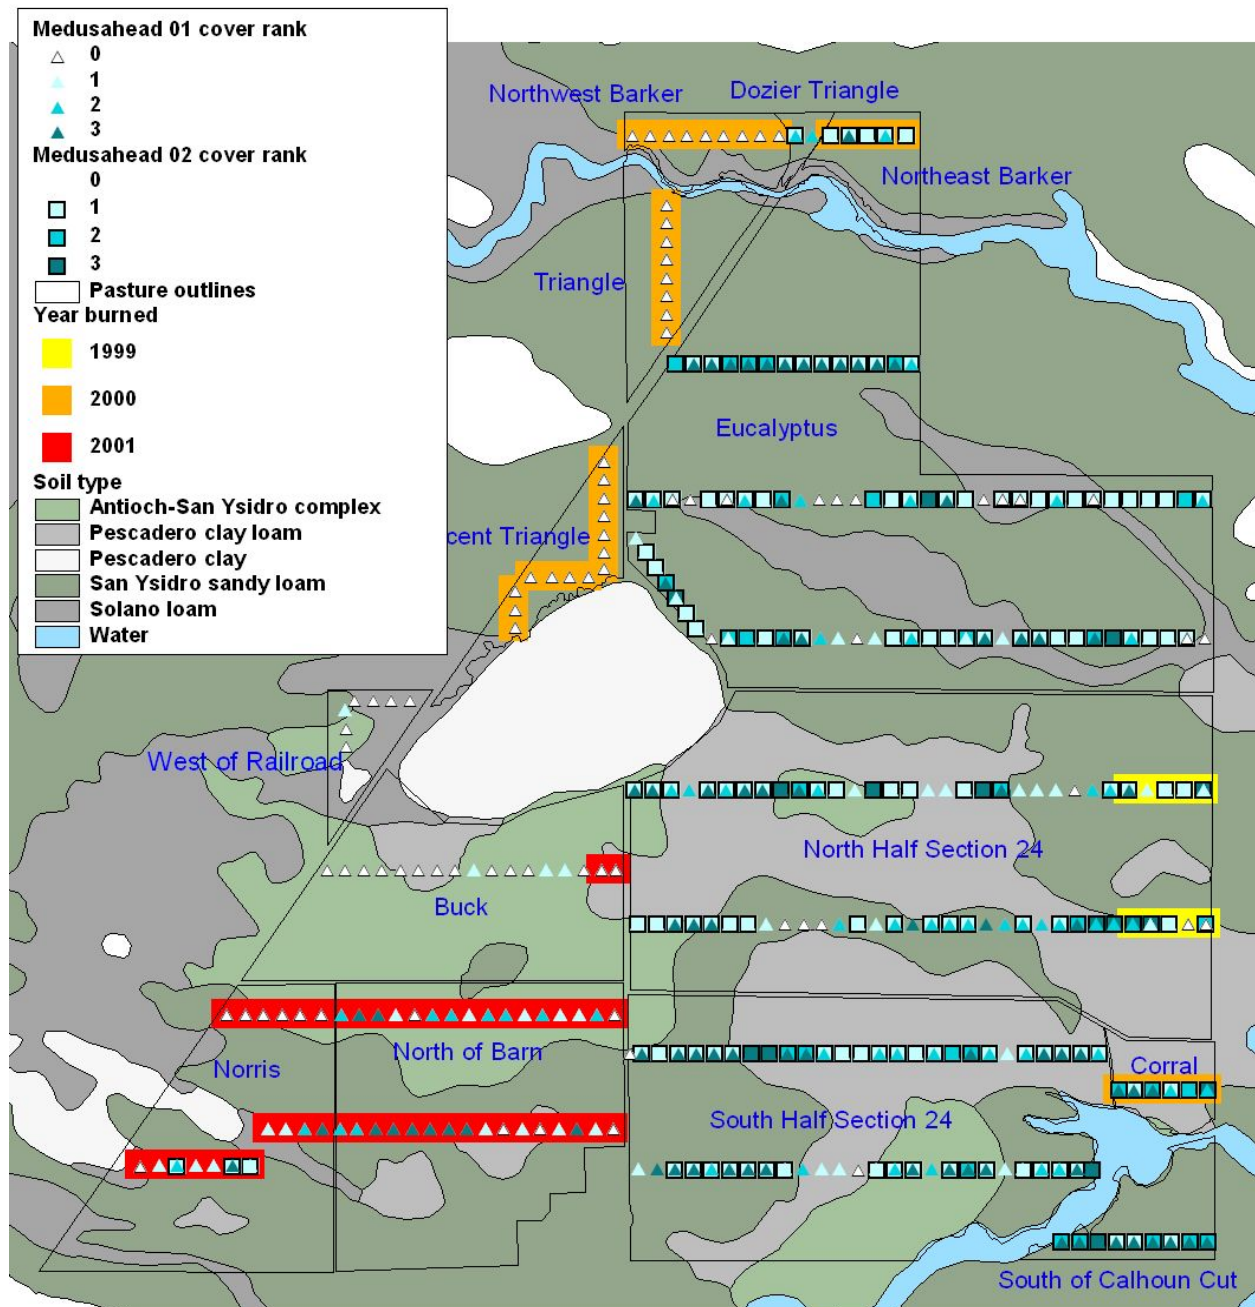 Medusahead 01 cover rank
0
1
2
3
Medusahead 02 cover rank
0
1
2
3
Pasture outlines
Year burned
1999
2000
2001
Soil type
Antioch-San Ysidro complex
Pescadero clay loam
Pescadero clay
San Ysidro sandy loam
Solano loam
Water
Northwest Barker
Dozier Triangle
Northeast Barker
Triangle
Eucalyptus
cent Triangle
West of Railroad
North Half Section 24
Buck
North of Barn
Norris
Corral
South Half Section 24
South of Calhoun Cut